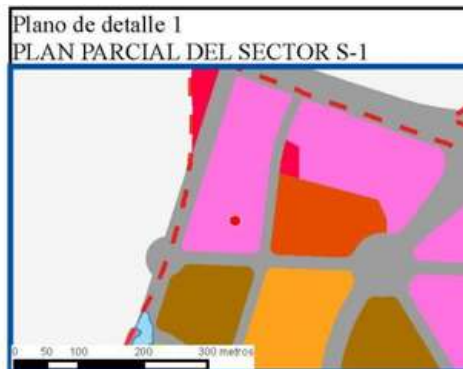 Plano de detalle 1
PLAN PARCIAL DEL SECTOR S-1
0 50 100 200 300 metros